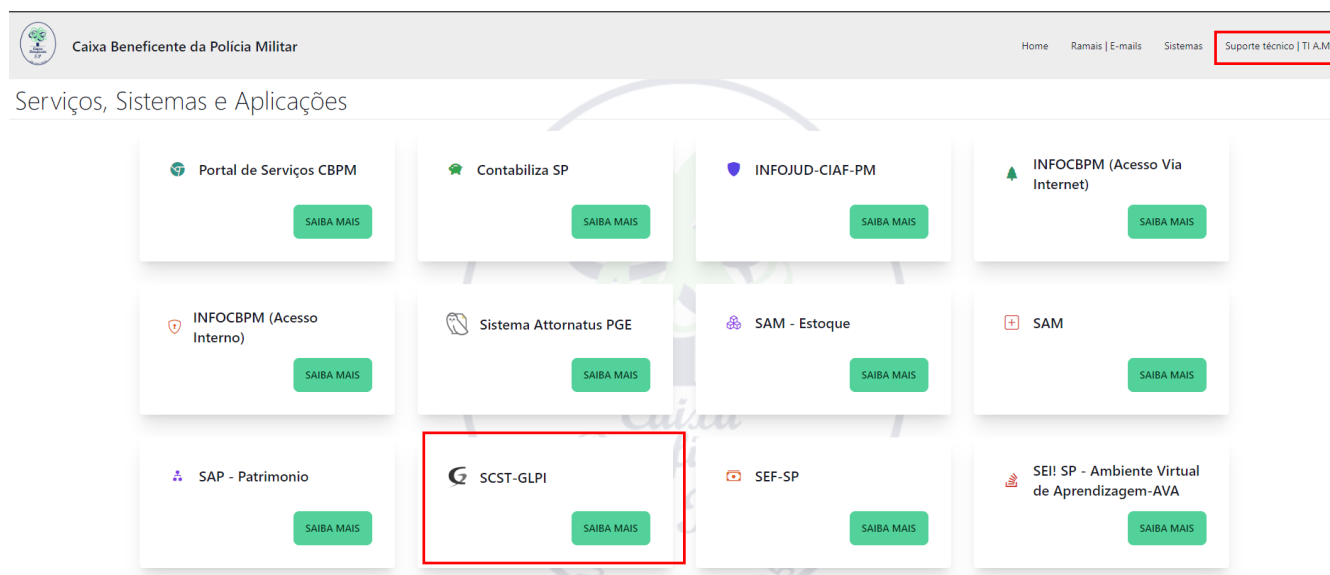 Caixa Beneficente da Polícia Militar
Home Ramais | E-mails Sistemas Suporte técnico | TI A.M
Serviços, Sistemas e Aplicações
Portal de Serviços CBPM
SAIBA MAIS
Contabiliza SP
SAIBA MAIS
INFOJUD-CIAF-PM
SAIBA MAIS
INFOCBPM (Acesso Via
Internet)
SAIBA MAIS
INFOCBPM (Acesso
Interno)
SAIBA MAIS
Sistema Attornatus PGE
SAIBA MAIS
SAM - Estoque
SAIBA MAIS
SAM
SAIBA MAIS
SAP - Patrimonio
SAIBA MAIS
SCST-GLPI
SAIBA MAIS
SEF-SP
SAIBA MAIS
SEI! SP - Ambiente Virtual
de Aprendizagem-AVA
SAIBA MAIS
Caixa